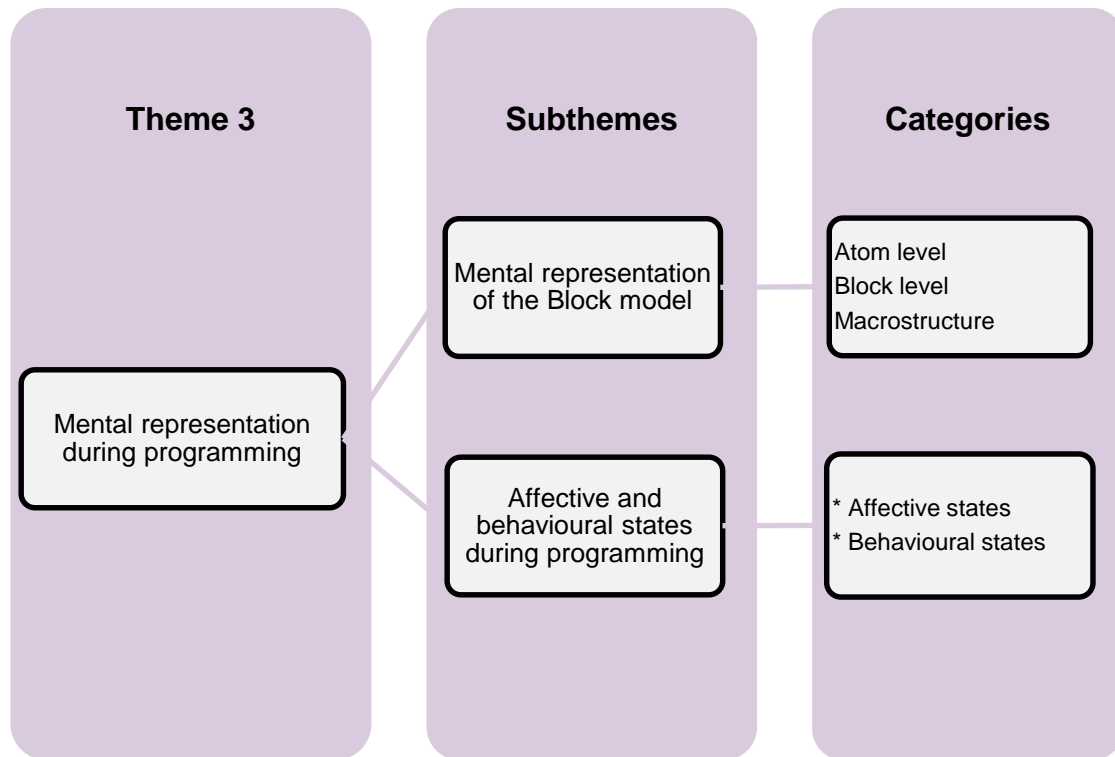 Theme 3
Subthemes
Categories
Mental representation
of the Block model
Atom level
Block level
Macrostructure
Mental representation
during programming
Affective and
behavioural states
during programming
* Affective states
* Behavioural states